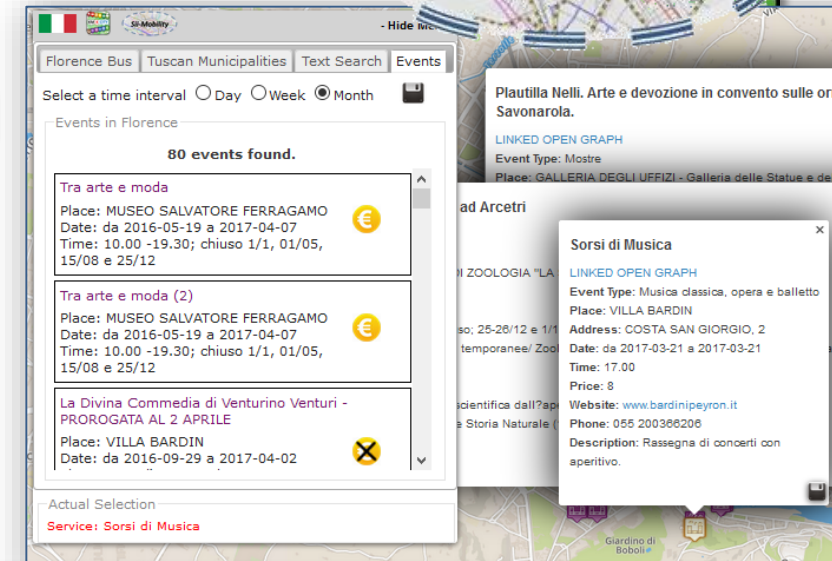 Sii-Mobility
- Hide Me
Florence Bus
Tuscan Municipalities
Text Search
Events
Select a time interval Day Week Month
Events in Florence
80 events found.
Tra arte e moda
Place: MUSEO SALVATORE FERRAGAMO
Date: da 2016-05-19 a 2017-04-07
Time: 10.00 -19.30; chiuso 1/1, 01/05,
15/08 e 25/12
Tra arte e moda (2)
Place: MUSEO SALVATORE FERRAGAMO
Date: da 2016-05-19 a 2017-04-07
Time: 10.00 -19.30; chiuso 1/1, 01/05,
15/08 e 25/12
La Divina Commedia di Venturino Venturi -
PROROGATA AL 2 APRILE
Place: VILLA BARDIN
Date: da 2016-09-29 a 2017-04-02
Actual Selection
Service: Sorsi di Musica
Plautilla Nelli. Arte e devozione in convento sulle or
Savonarola.
LINKED OPEN GRAPH
Event Type: Mostre
Place: GALLERIA DEGLI UFFIZI - Galleria delle Statue e de
ad Arcetri
DI ZOOLOGIA "LA
so; 25-26/12 e 1/1
temporanee/ Zool
scientifica dall?ape
e Storia Naturale (
×
Sorsi di Musica
LINKED OPEN GRAPH
Event Type: Musica classica, opera e balletto
Place: VILLA BARDIN
Address: COSTA SAN GIORGIO, 2
Date: da 2017-03-21 a 2017-03-21
Time: 17.00
Price: 8
Website: www.bardinipeyron.it
Phone: 055 200366206
Description: Rassegna di concerti con
aperitivo.
Giardino di
Boboli